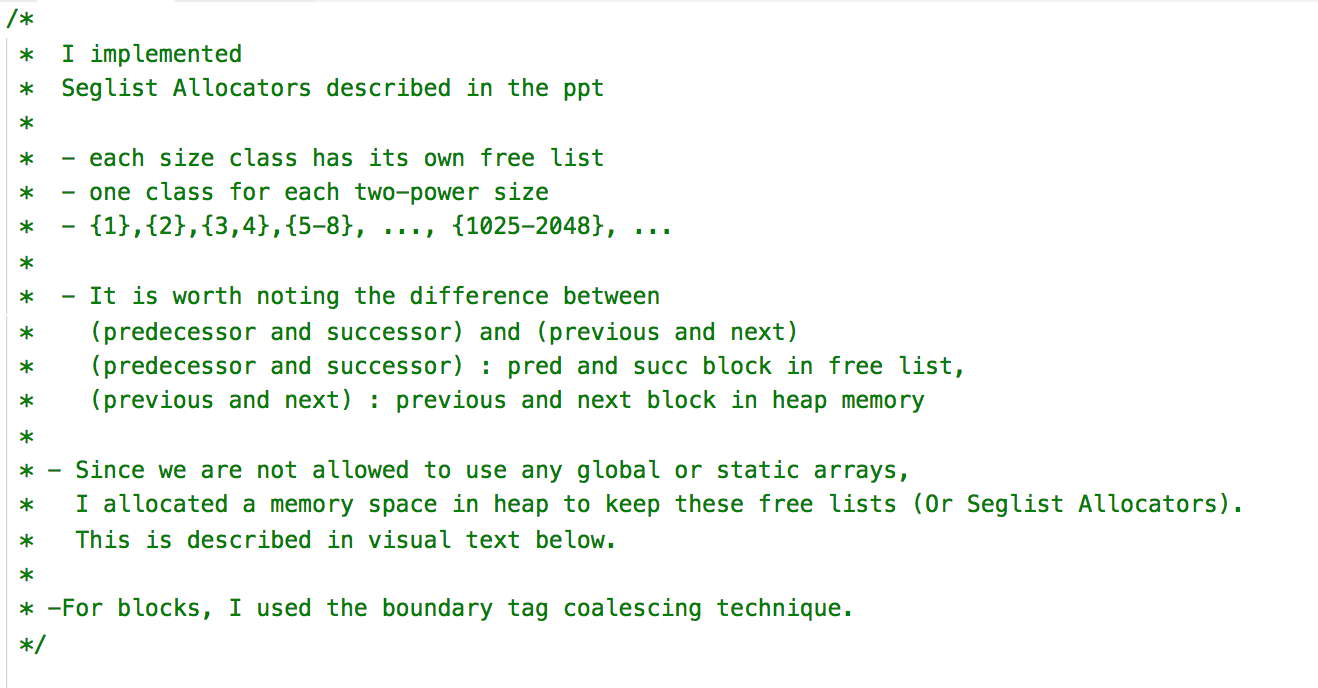 /*
 *  I implemented
 *  Seglist Allocators described in the ppt
 *
 *  - each size class has its own free list
 *  - one class for each two-power size
 *  - {1},{2},{3,4},{5-8}, ..., {1025-2048}, ...
 *
 *  - It is worth noting the difference between
 *    (predecessor and successor) and (previous and next)
 *    (predecessor and successor) : pred and succ block in free list,
 *    (previous and next) : previous and next block in heap memory
 *
 * - Since we are not allowed to use any global or static arrays,
 *   I allocated a memory space in heap to keep these free lists (Or Seglist Allocators).
 *   This is described in visual text below.
 *
 * -For blocks, I used the boundary tag coalescing technique.
 */